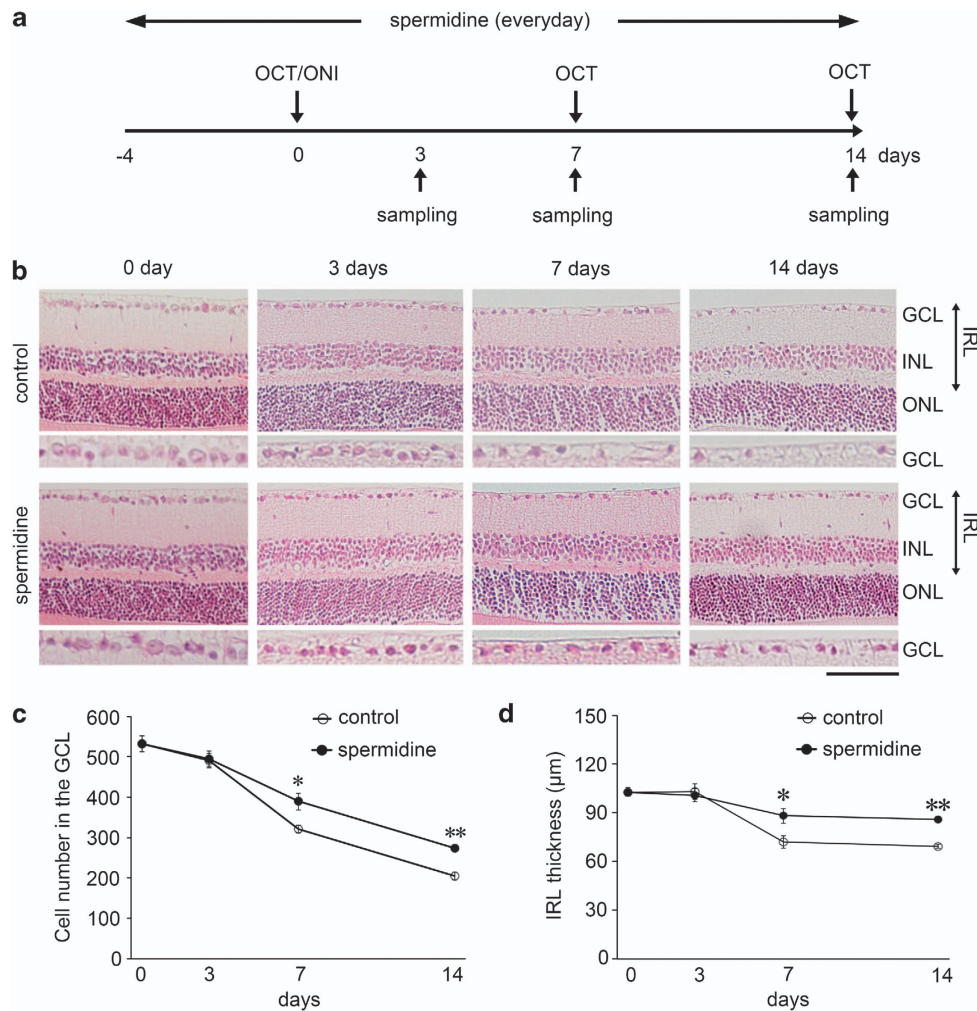 a
spermidine (everyday)
OCT/ONI OCT OCT
-4 0 3 7 14 days
sampling sampling sampling
b
0 day 3 days 7 days 14 days
control
GCL
INL
ONL
IRL
GCL
spermidine
GCL
INL
ONL
IRL
GCL
c
Cell number in the GCL
600
500
400
300
200
100
0
control
spermidine
*
**
0 3 7 14
days
d
IRL thickness (µm)
150
120
90
60
30
0
control
spermidine
*
**
0 3 7 14
days